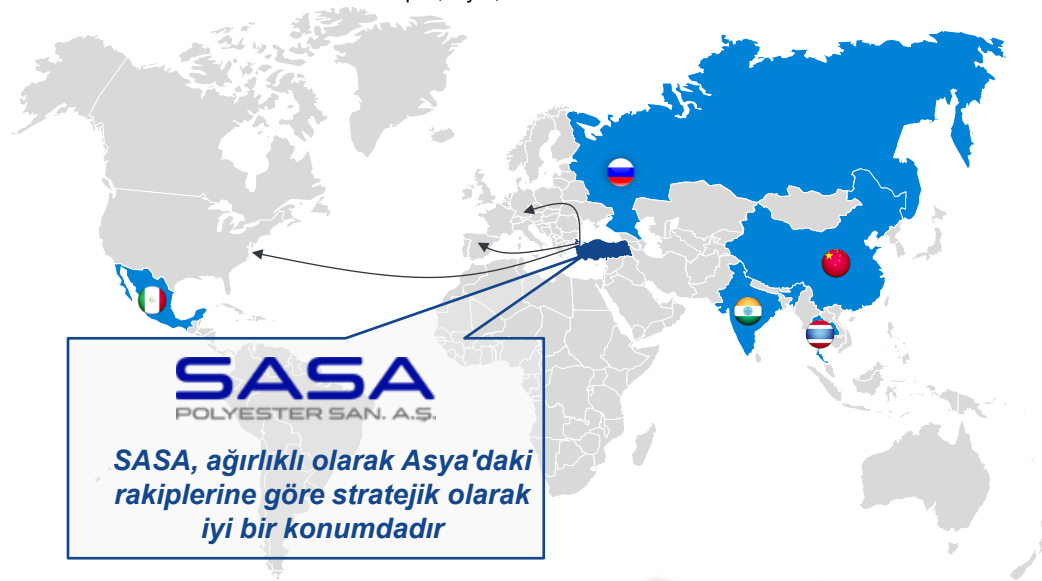 SASA
POLYESTER SAN. A.Ş.
SASA, ağırlıklı olarak Asya'daki
rakiplerine göre stratejik olarak
iyi bir konumdadır